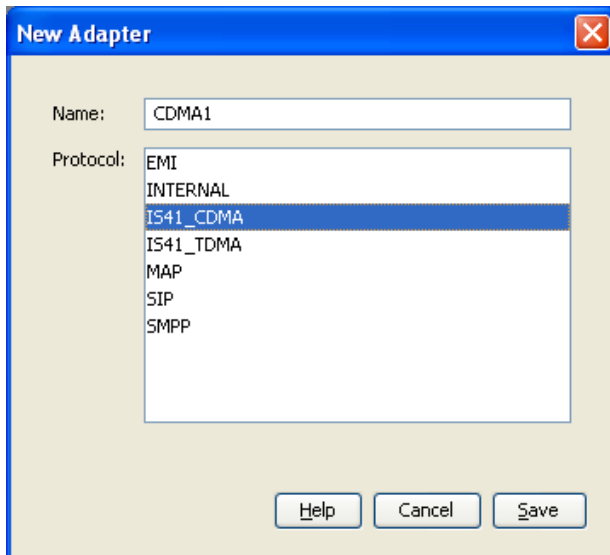 New Adapter
Name: CDMA1
Protocol: EMI
INTERNAL
IS41_CDMA
IS41_TDMA
MAP
SIP
SMPP
Help Cancel Save